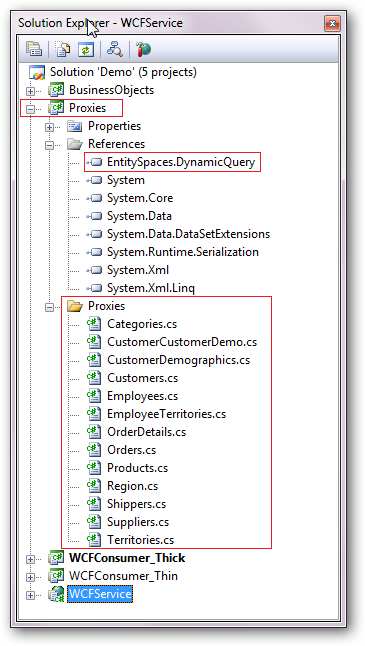 Solution Explorer - WCFService
Solution 'Demo' (5 projects)
BusinessObjects
Proxies
Properties
References
EntitySpaces.DynamicQuery
System
System.Core
System.Data
System.Data.DataSetExtensions
System.Runtime.Serialization
System.Xml
System.Xml.Linq
Proxies
Categories.cs
CustomerCustomerDemo.cs
CustomerDemographics.cs
Customers.cs
Employees.cs
EmployeeTerritories.cs
OrderDetails.cs
Orders.cs
Products.cs
Region.cs
Shippers.cs
Suppliers.cs
Territories.cs
WCFConsumer_Thick
WCFConsumer_Thin
WCFService